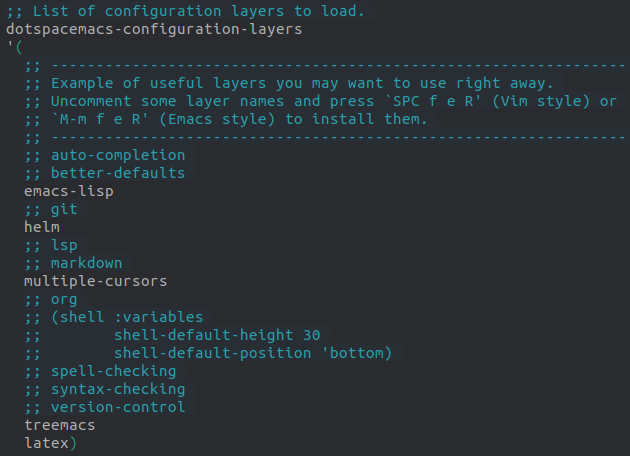 ;; List of configuration layers to load.
dotspacemacs-configuration-layers
'(
;; ----------------------------------------------------------------
;; Example of useful layers you may want to use right away.
;; Uncomment some layer names and press `SPC f e R' (Vim style) or
;; `M-m f e R' (Emacs style) to install them.
;; ----------------------------------------------------------------
;; auto-completion
;; better-defaults
emacs-lisp
;; git
helm
;; lsp
;; markdown
multiple-cursors
;; org
;; (shell :variables
;;        shell-default-height 30
;;        shell-default-position 'bottom)
;; spell-checking
;; syntax-checking
;; version-control
treemacs
latex)